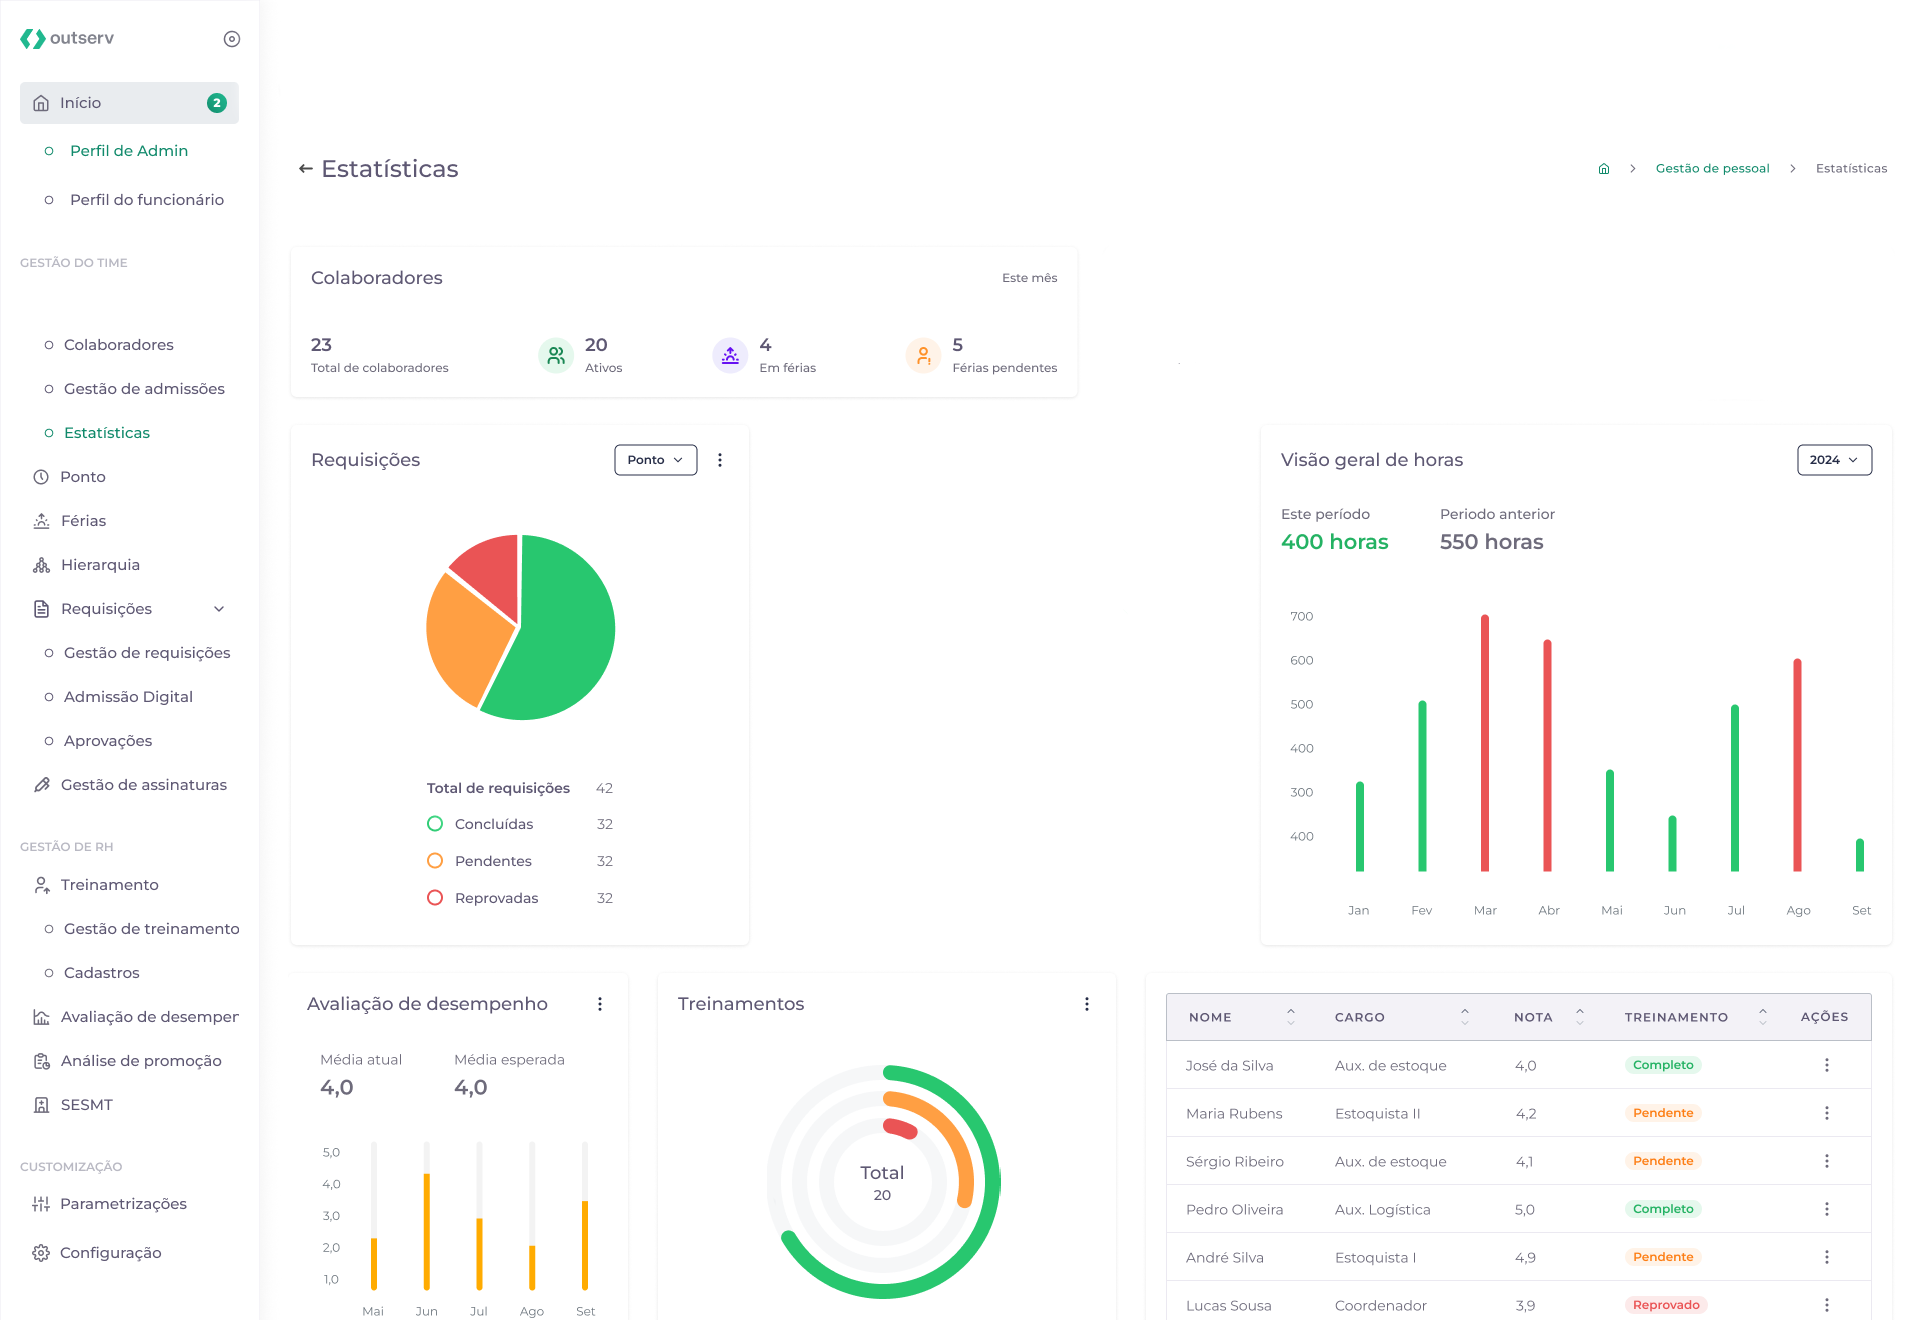 outserv
Início
2
Perfil de Admin
Perfil do funcionário
GESTÃO DO TIME
Colaboradores
Gestão de admissões
Estatísticas
Ponto
Férias
Hierarquia
Requisições
Gestão de requisições
Admissão Digital
Aprovações
Gestão de assinaturas
GESTÃO DE RH
Treinamento
Gestão de treinamento
Cadastros
Avaliação de desemper
Análise de promoção
SESMT
CUSTOMIZAÇÃO
Parametrizações
Configuração
Estatísticas
Gestão de pessoal
Estatísticas
Colaboradores
Este mês
23
Total de colaboradores
20
Ativos
4
Em férias
5
Férias pendentes
Requisições
Ponto
Total de requisições 42
Concluídas 32
Pendentes 32
Reprovadas 32
Visão geral de horas
2024
Este período
400 horas
Periodo anterior
550 horas
700
600
500
400
300
400
Jan Fev Mar Abr Mai Jun Jul Ago Set
Avaliação de desempenho
Média atual
4,0
Média esperada
4,0
5,0
4,0
3,0
2,0
1,0
Mai Jun Jul Ago Set
Treinamentos
Total
20
NOME CARGO NOTA TREINAMENTO AÇÕES
José da Silva Aux. de estoque 4,0 Completo
Maria Rubens Estoquista II 4,2 Pendente
Sérgio Ribeiro Aux. de estoque 4,1 Pendente
Pedro Oliveira Aux. Logística 5,0 Completo
André Silva Estoquista I 4,9 Pendente
Lucas Sousa Coordenador 3,9 Reprovado